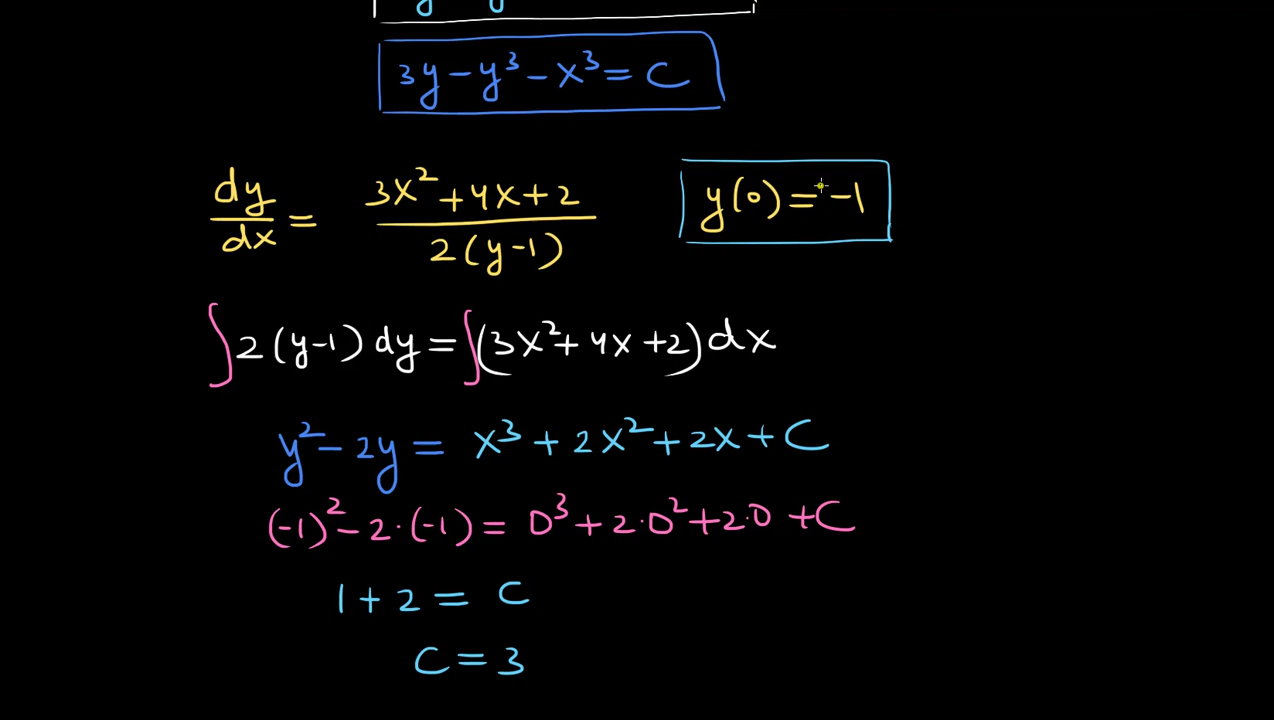 3y - y³ - x³ = C
dy/dx = (3x² + 4x + 2) / 2(y-1)    y(0) = -1
∫ 2(y-1) dy = ∫ (3x² + 4x + 2) dx
y² - 2y = x³ + 2x² + 2x + C
(-1)² - 2·(-1) = 0³ + 2·0² + 2·0 + C
1 + 2 = C
C = 3